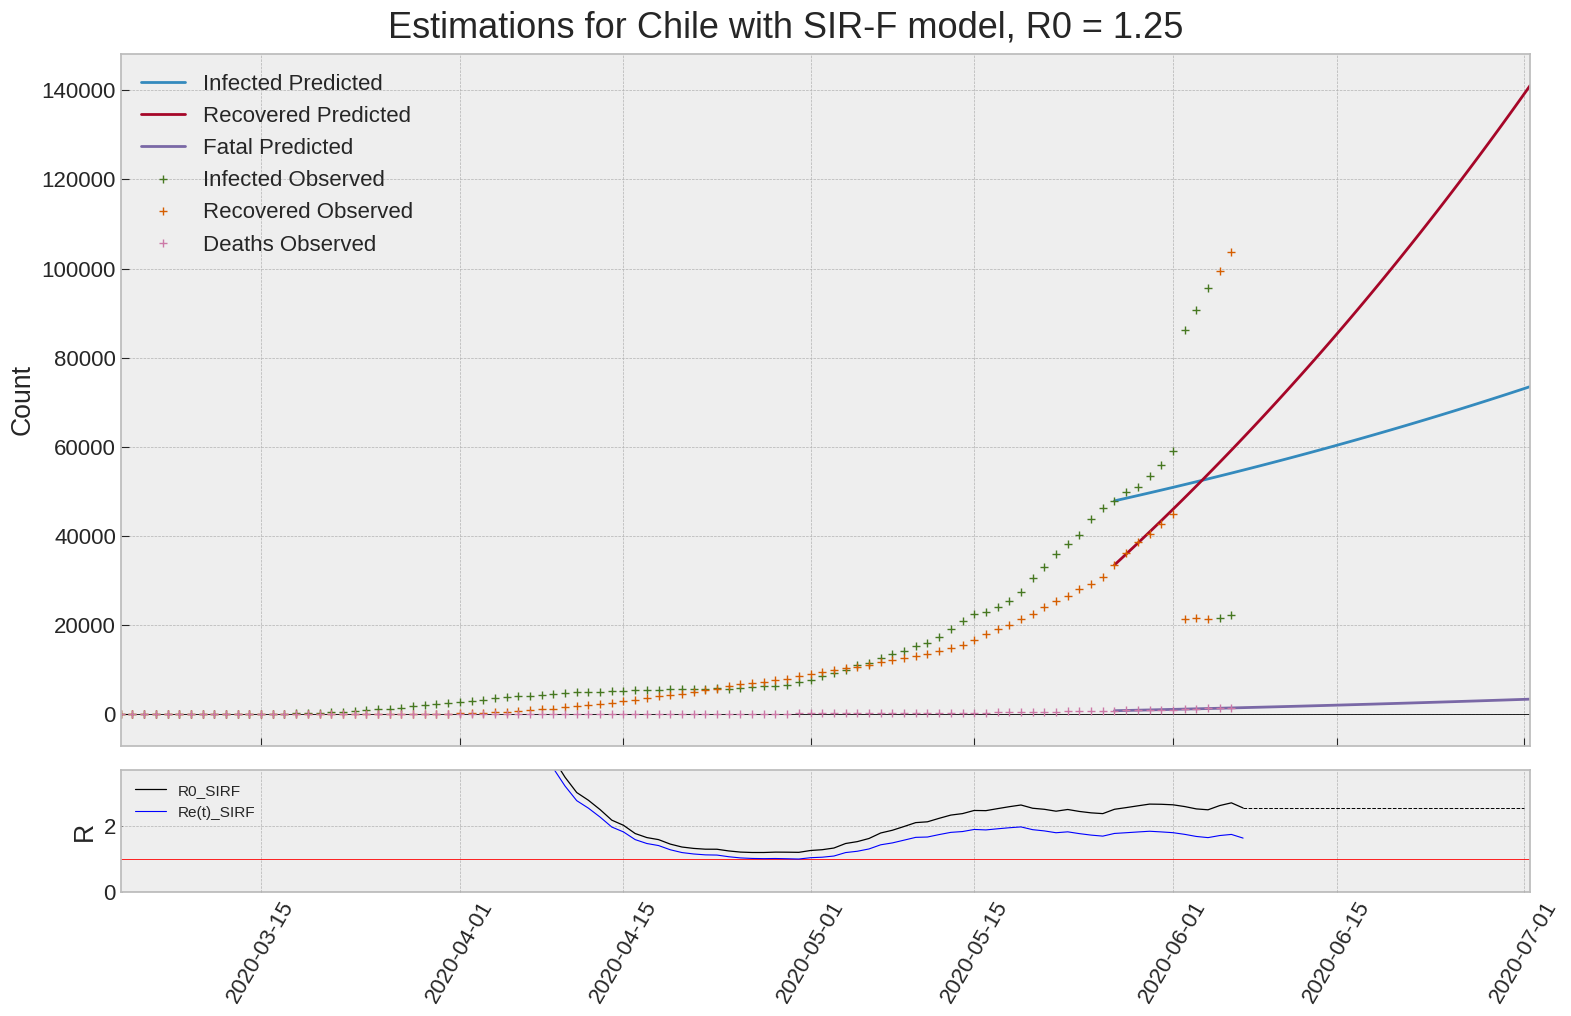 Estimations for Chile with SIR-F model, R0 = 1.25
Infected Predicted
Recovered Predicted
Fatal Predicted
Infected Observed
Recovered Observed
Deaths Observed
140000
120000
100000
80000
60000
40000
20000
0
Count
R0_SIRF
Re(t)_SIRF
2
0
R
2020-03-15
2020-04-01
2020-04-15
2020-05-01
2020-05-15
2020-06-01
2020-06-15
2020-07-01